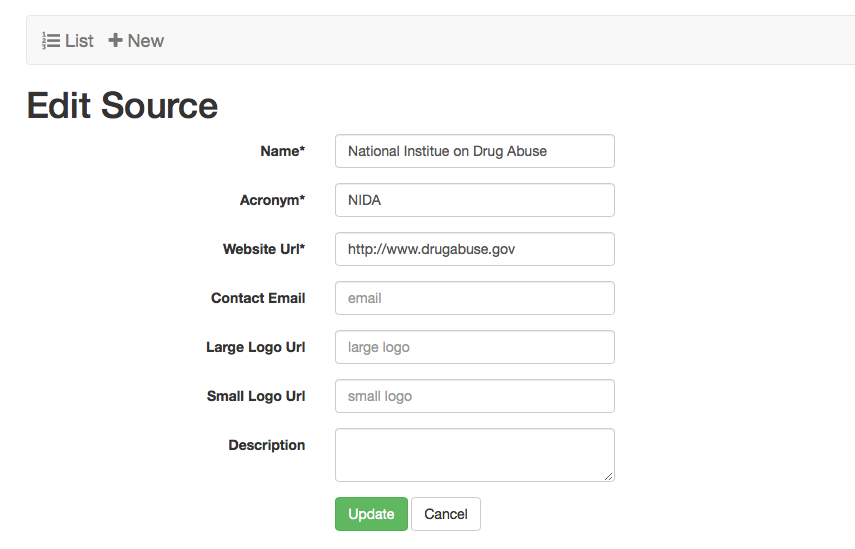 List New
Edit Source
Name* National Institue on Drug Abuse
Acronym* NIDA
Website Url* http://www.drugabuse.gov
Contact Email email
Large Logo Url large logo
Small Logo Url small logo
Description
Update Cancel